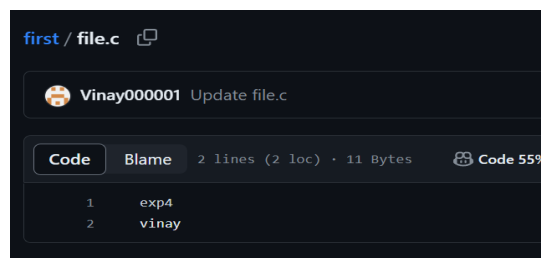 first / file.c
Vinay000001 Update file.c
Code Blame 2 lines (2 loc) · 11 Bytes Code 55%
1 exp4
2 vinay